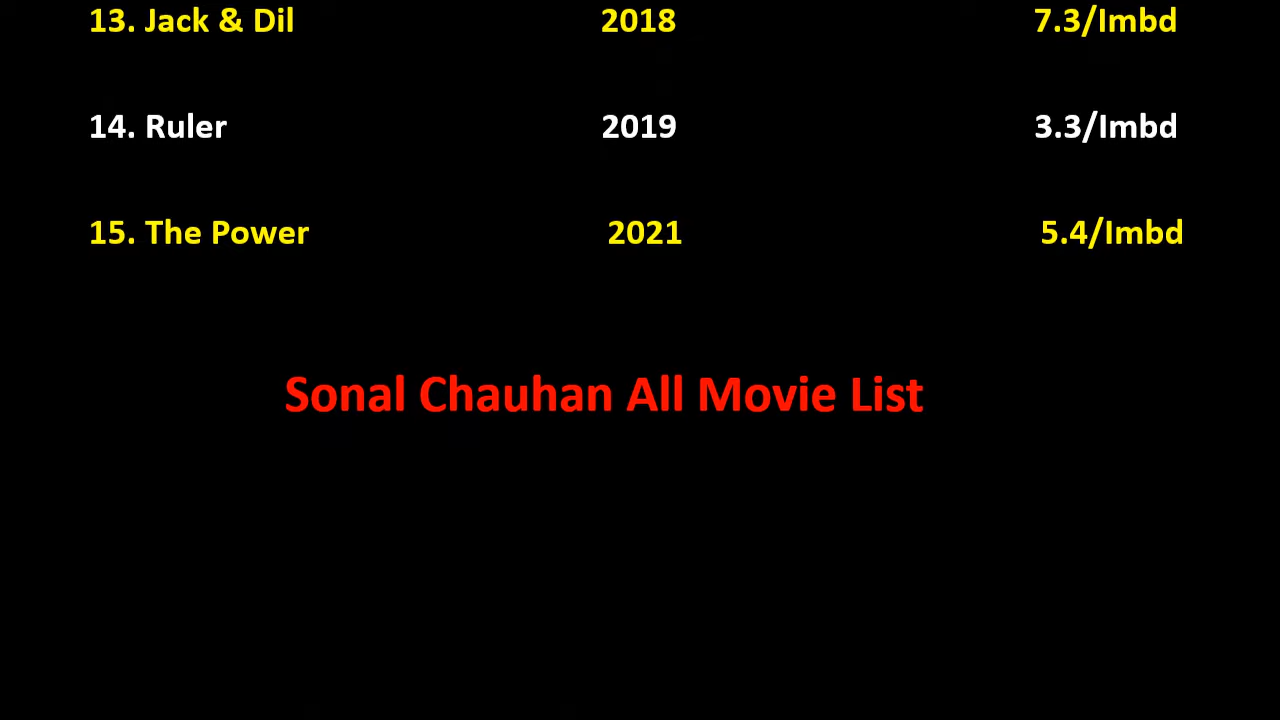 13. Jack & Dil 2018 7.3/Imbd
14. Ruler 2019 3.3/Imbd
15. The Power 2021 5.4/Imbd
Sonal Chauhan All Movie List